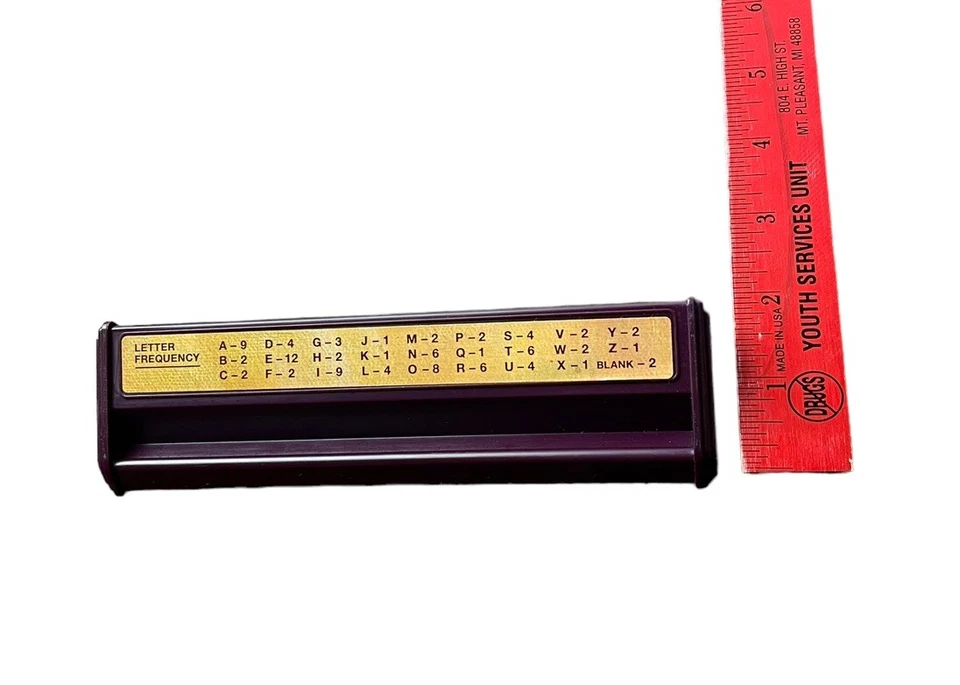 LETTER
FREQUENCY
A – 9 D – 4 G – 3 J – 1 M – 2 P – 2 S – 4 V – 2 Y – 2
B – 2 E – 12 H – 2 K – 1 N – 6 Q – 1 T – 6 W – 2 Z – 1
C – 2 F – 2 I – 9 L – 4 O – 8 R – 6 U – 4 X – 1 BLANK – 2
1 2 3 4 5 6
MADE IN USA
DRUGS
YOUTH SERVICES UNIT
804 E. HIGH ST.
MT. PLEASANT, MI 48858